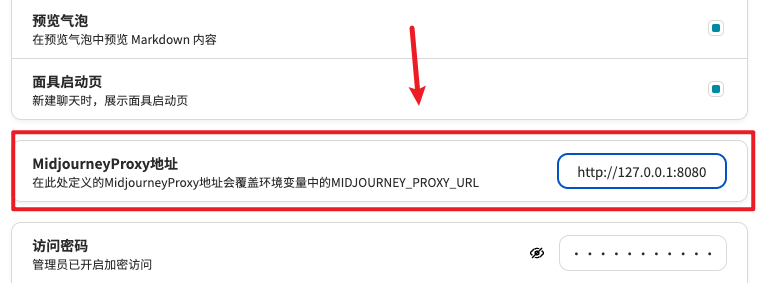 预览气泡
在预览气泡中预览 Markdown 内容
面具启动页
新建聊天时，展示面具启动页
MidjourneyProxy地址
在此处定义的MidjourneyProxy地址会覆盖环境变量中的MIDJOURNEY_PROXY_URL
http://127.0.0.1:8080
访问密码
管理员已开启加密访问